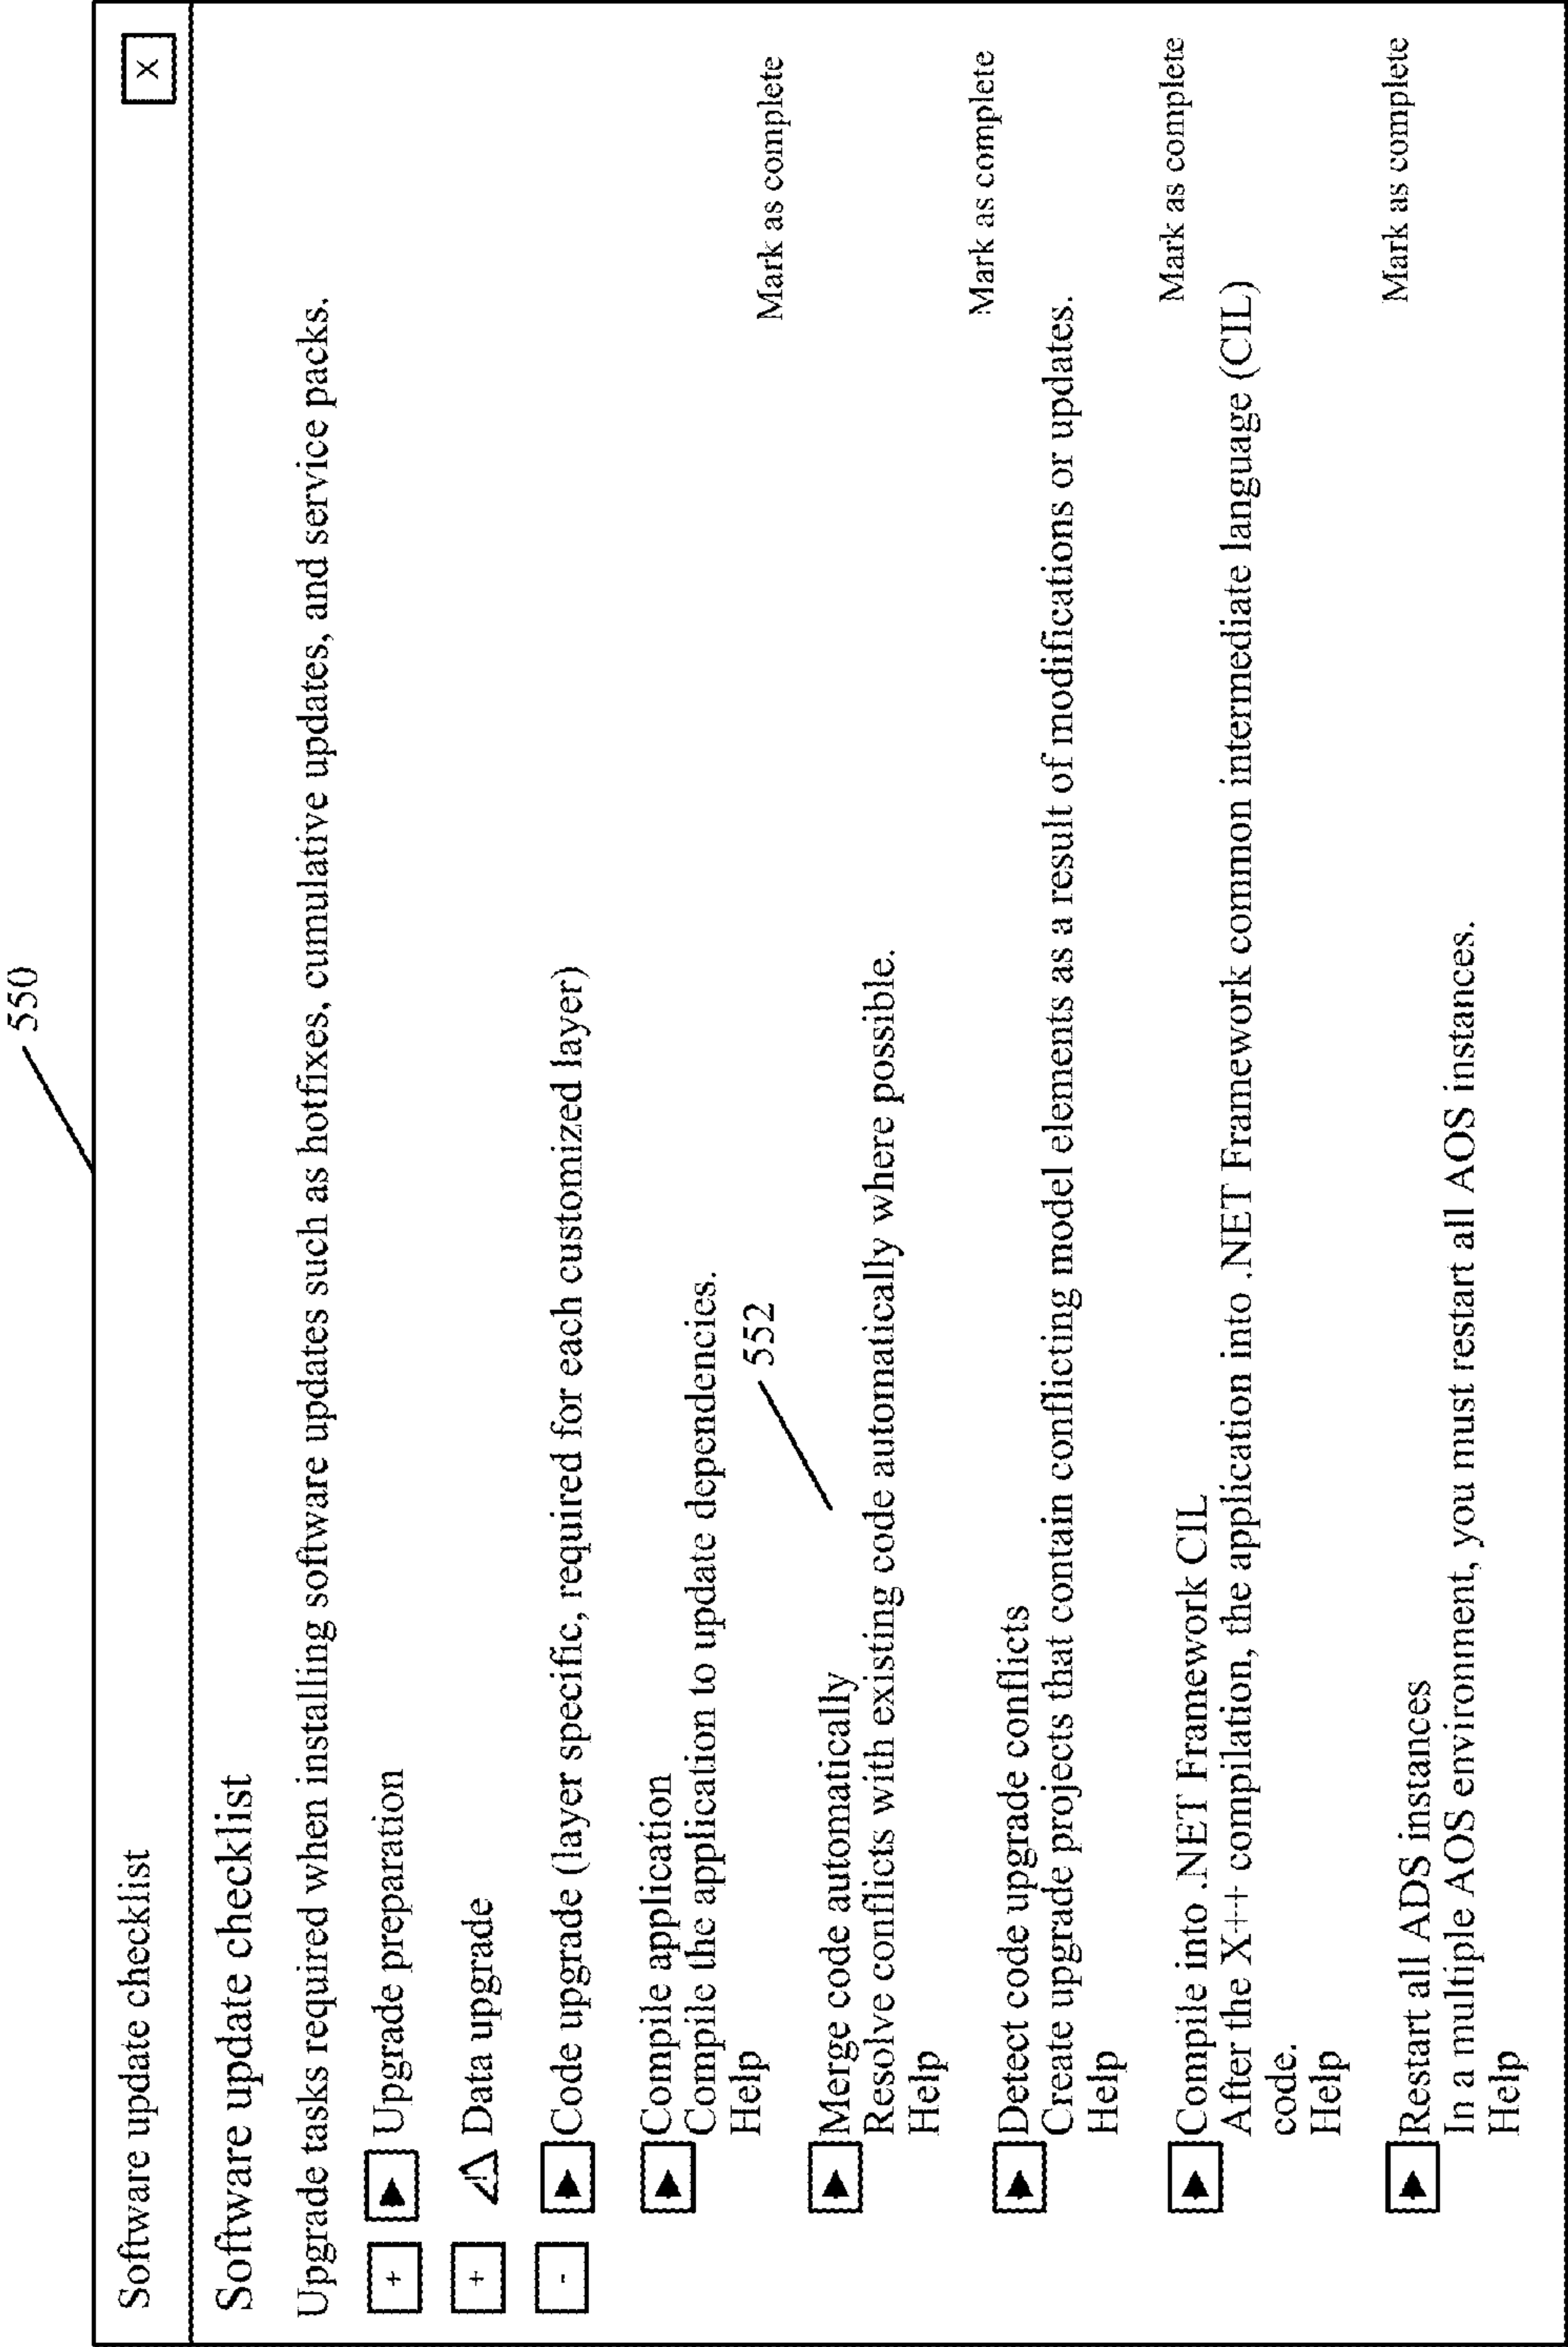 550
Software update checklist
X
Software update checklist
Upgrade tasks required when installing software updates such as hotfixes, cumulative updates, and service packs.
+ Upgrade preparation
+ Data upgrade
- Code upgrade (layer specific, required for each customized layer)
Compile application
Compile the application to update dependencies.
Help
Mark as complete
552
Merge code automatically
Resolve conflicts with existing code automatically where possible.
Help
Mark as complete
Detect code upgrade conflicts
Create upgrade projects that contain conflicting model elements as a result of modifications or updates.
Help
Mark as complete
Compile into .NET Framework CIL
After the X++ compilation, the application into .NET Framework common intermediate language (CIL)
code.
Help
Mark as complete
Restart all ADS instances
In a multiple AOS environment, you must restart all AOS instances.
Help